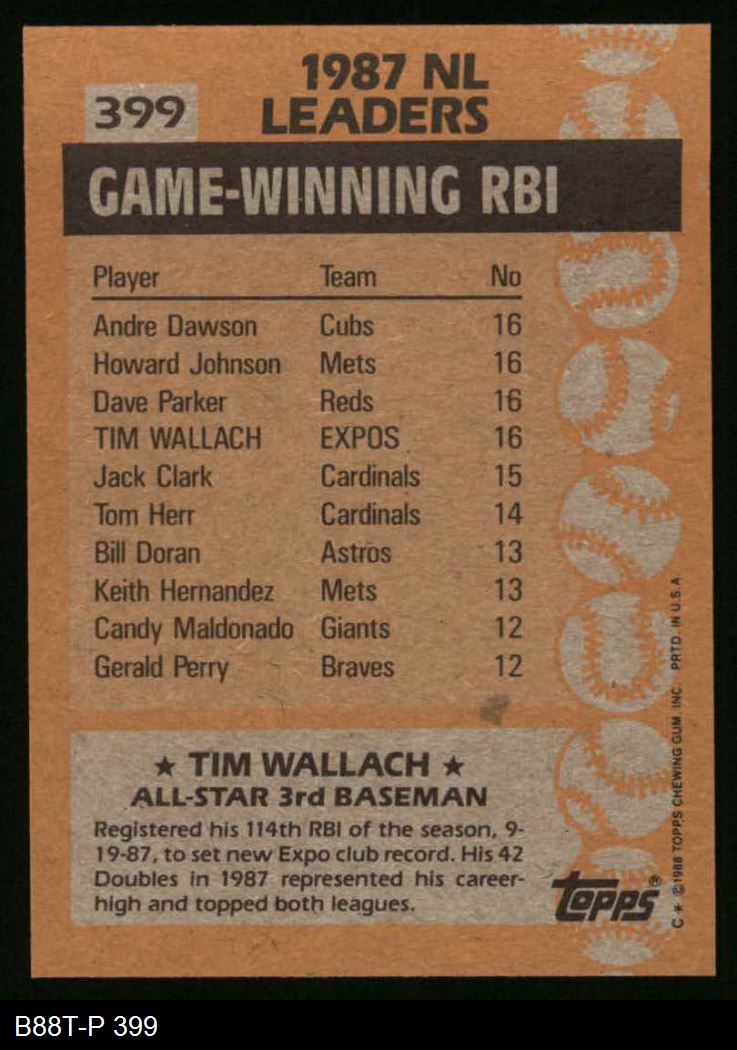 399
1987 NL
LEADERS
GAME-WINNING RBI
Player Team No
Andre Dawson Cubs 16
Howard Johnson Mets 16
Dave Parker Reds 16
TIM WALLACH EXPOS 16
Jack Clark Cardinals 15
Tom Herr Cardinals 14
Bill Doran Astros 13
Keith Hernandez Mets 13
Candy Maldonado Giants 12
Gerald Perry Braves 12
★ TIM WALLACH ★
ALL-STAR 3rd BASEMAN
Registered his 114th RBI of the season, 9-
19-87, to set new Expo club record. His 42
Doubles in 1987 represented his career-
high and topped both leagues.
topps®
C * © 1988 TOPPS CHEWING GUM, INC. PRTD. IN U.S.A.
B88T-P 399